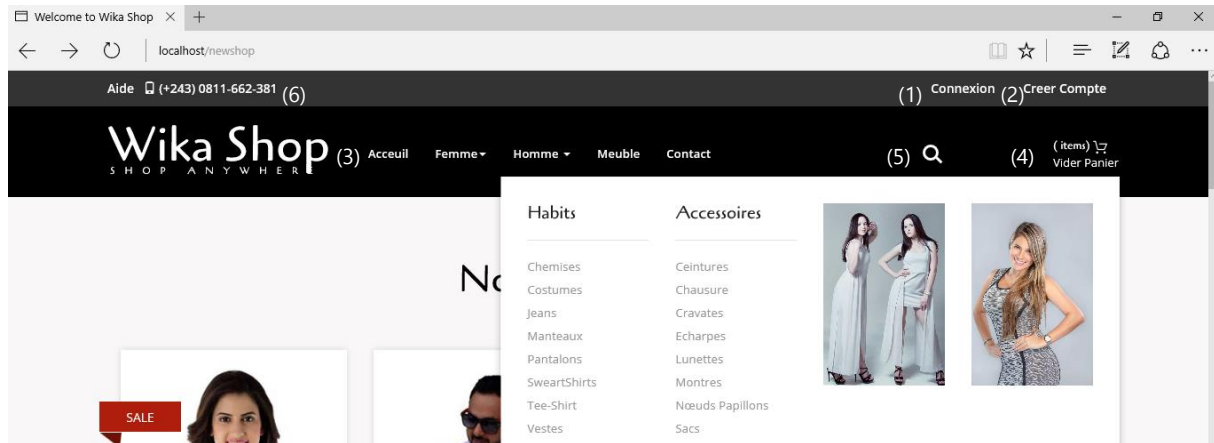 Welcome to Wika Shop
localhost/newshop
Aide (+243) 0811-662-381 (6) (1) Connexion (2) Creer Compte
Wika Shop
SHOP ANYWHERE
(3) Acceuil Femme Homme Meuble Contact (5) (4) ( items)
Vider Panier
Habits Accessoires
Chemises Ceintures
Costumes Chausure
Jeans Cravates
Manteaux Echarpes
Pantalons Lunettes
SweartShirts Montres
Tee-Shirt Nœuds Papillons
Vestes Sacs
SALE